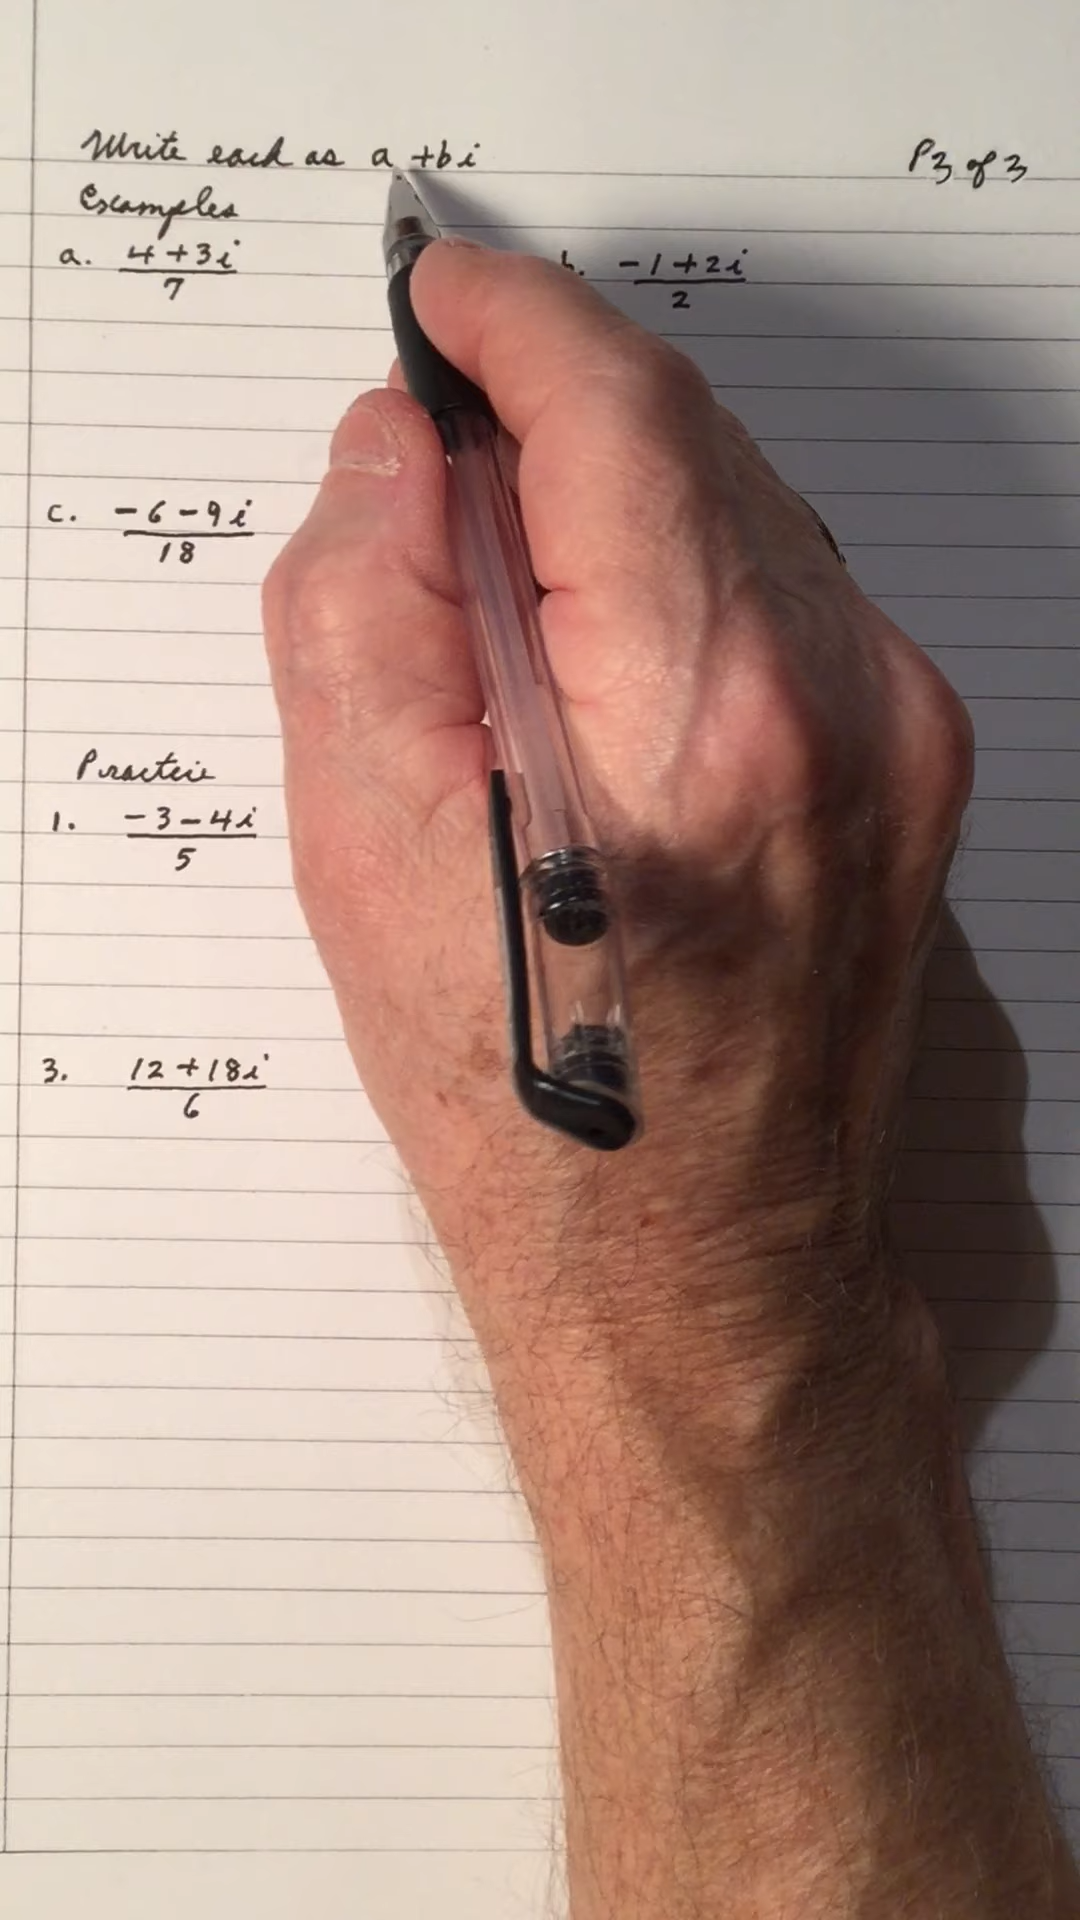 Write each as a + bi
P3 of 3
Examples
a. 4 + 3i
7
b. -1 + 2i
2
c. -6 - 9i
18
Practice
1. -3 - 4i
5
3. 12 + 18i
6